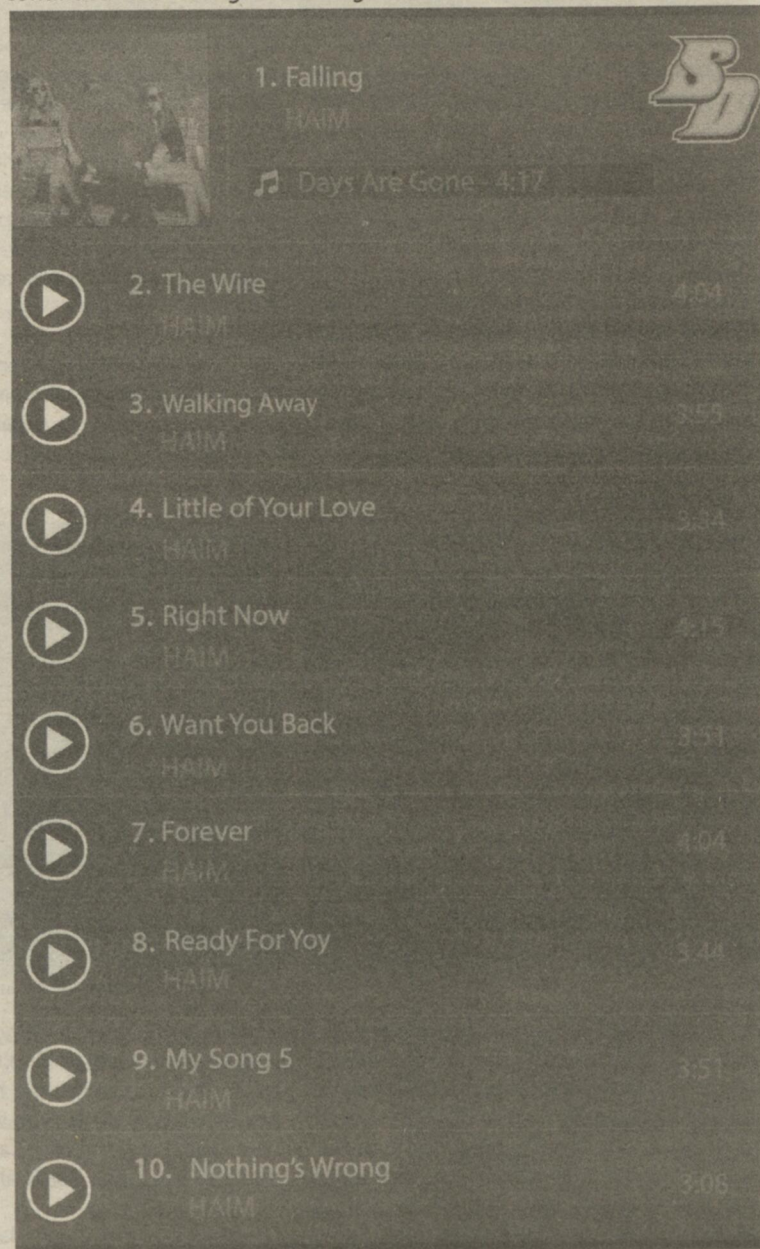 1. Falling
HAIM
Days Are Gone - 4:17
SD
2. The Wire
4:04
HAIM
3. Walking Away
3:55
HAIM
4. Little of Your Love
3:34
HAIM
5. Right Now
4:15
HAIM
6. Want You Back
3:51
HAIM
7. Forever
4:04
HAIM
8. Ready For Yoy
3:44
HAIM
9. My Song 5
3:51
HAIM
10. Nothing's Wrong
3:08
HAIM